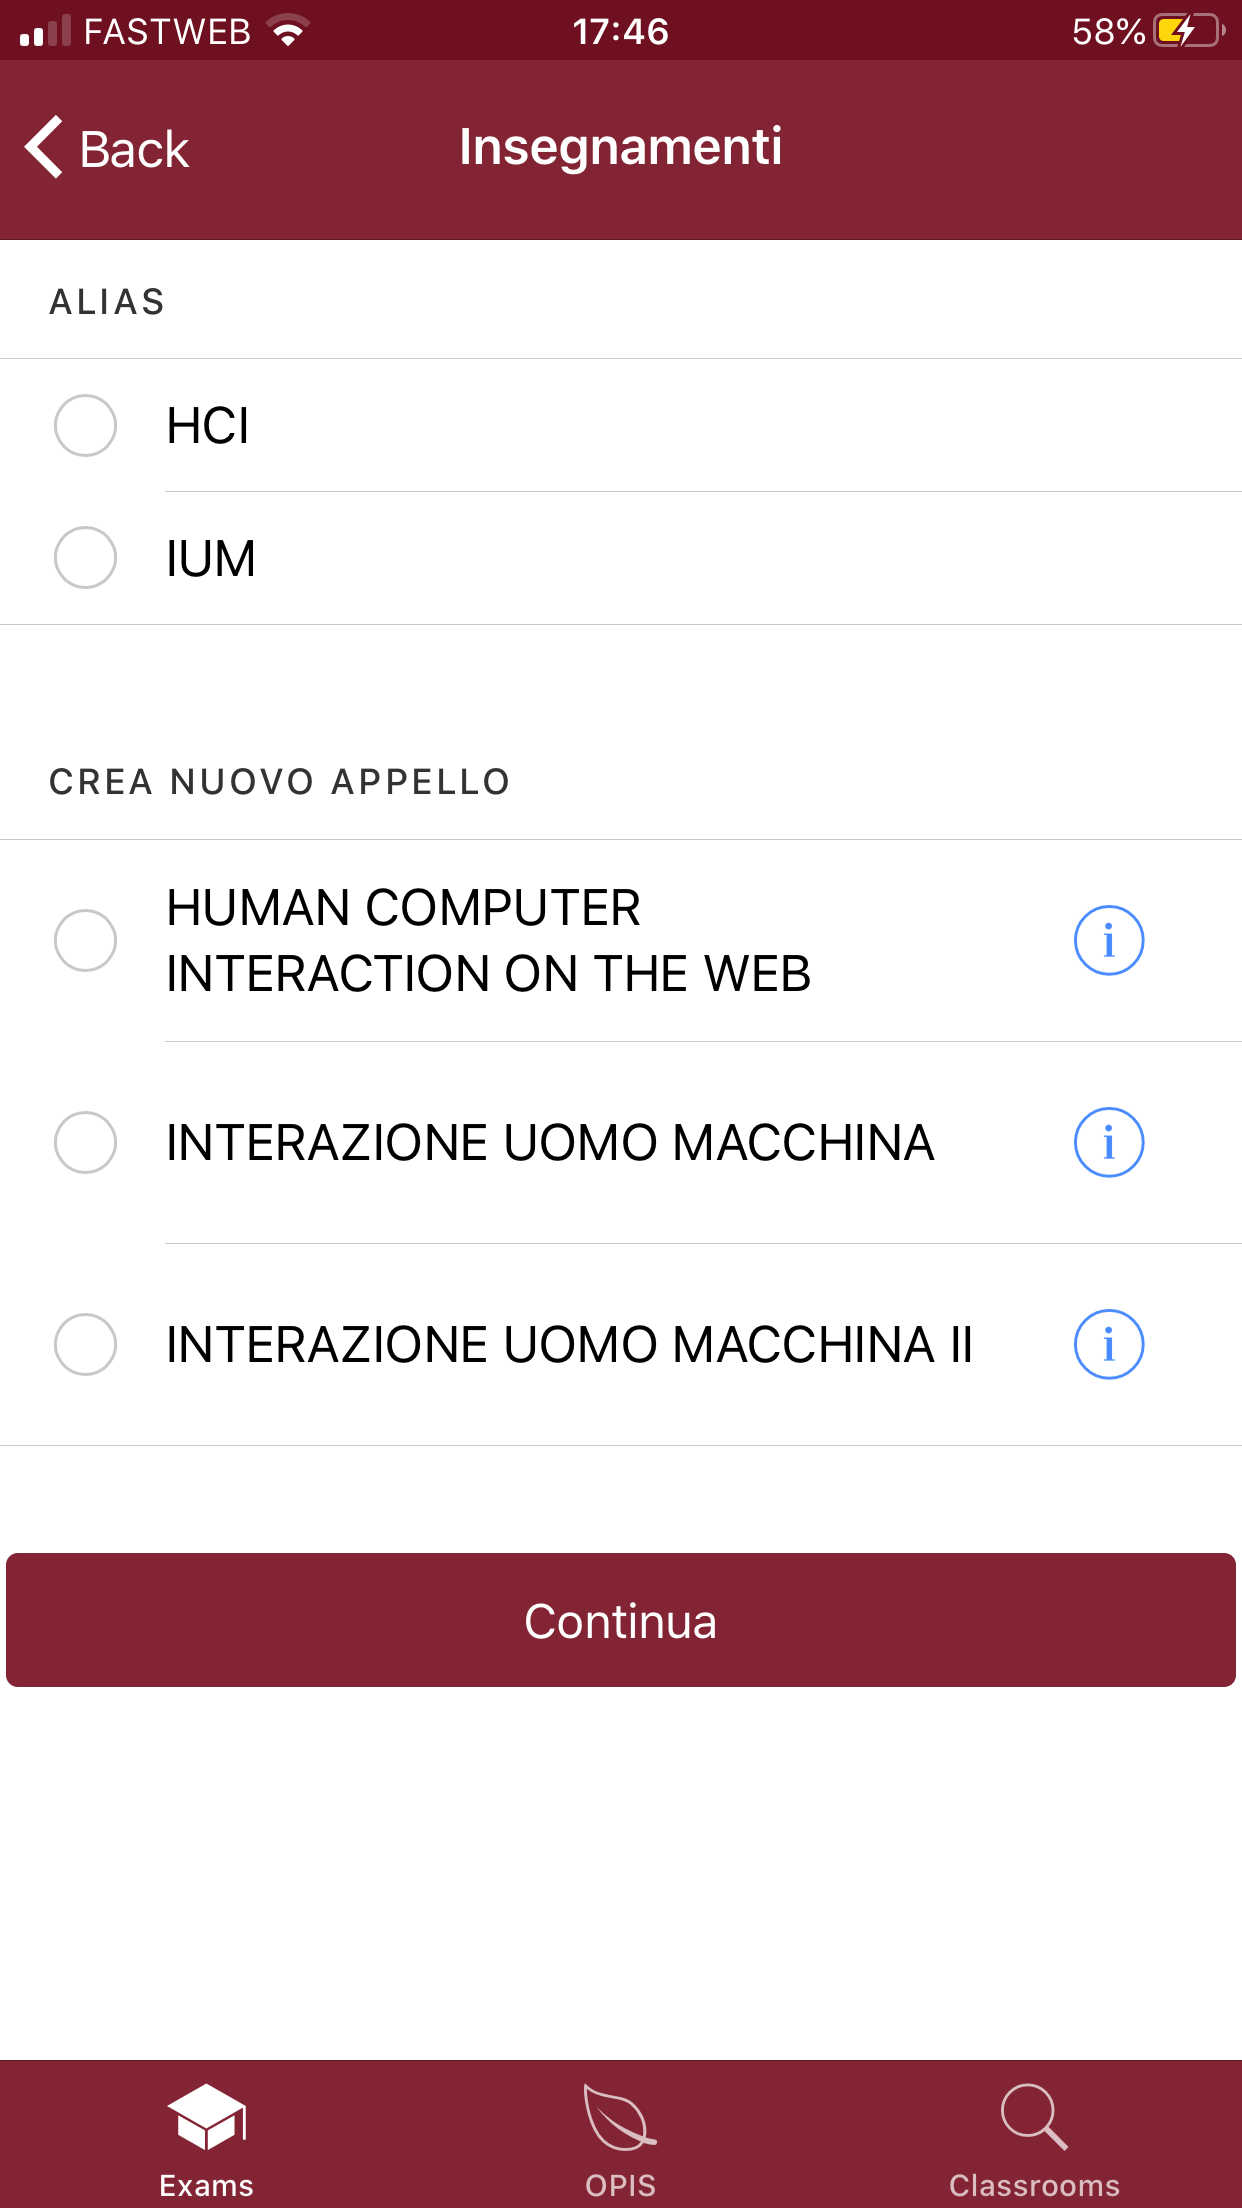 FASTWEB 17:46 58%
Back Insegnamenti
ALIAS
HCI
IUM
CREA NUOVO APPELLO
HUMAN COMPUTER
INTERACTION ON THE WEB
i
INTERAZIONE UOMO MACCHINA i
INTERAZIONE UOMO MACCHINA II i
Continua
Exams OPIS Classrooms